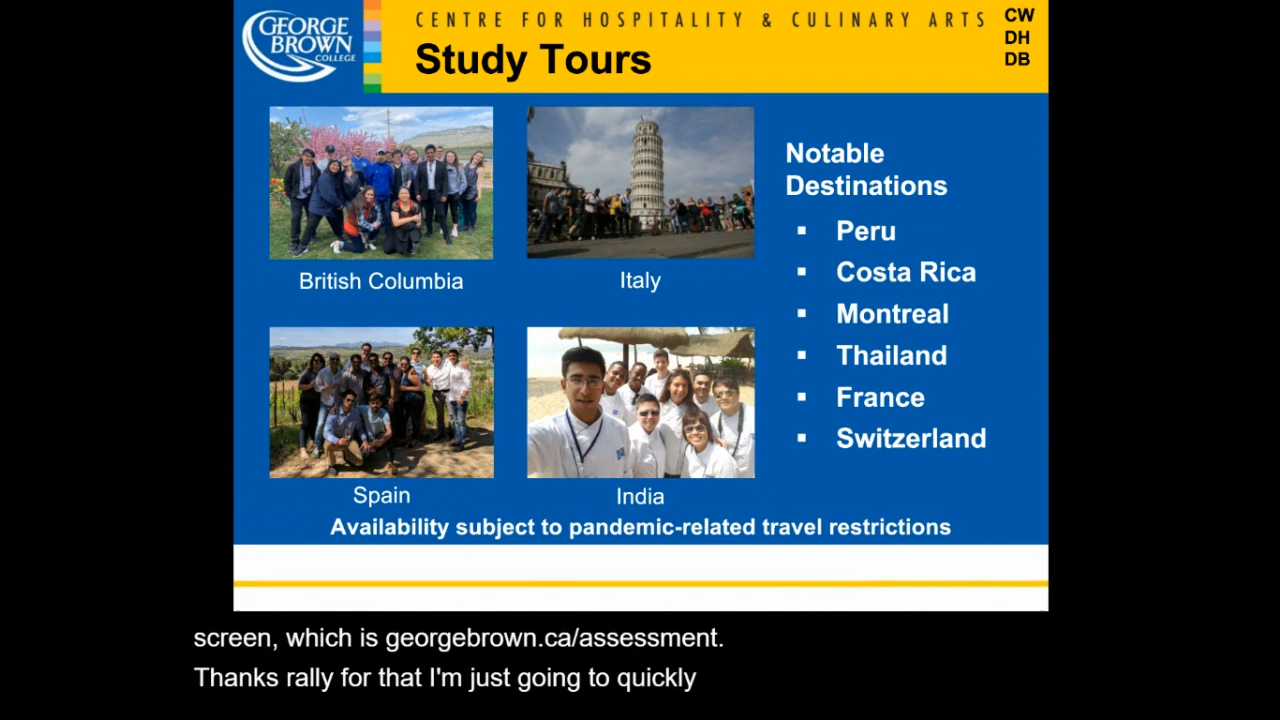 GEORGE
BROWN
COLLEGE
CENTRE FOR HOSPITALITY & CULINARY ARTS
Study Tours
CW
DH
DB
British Columbia
Italy
Spain
India
Notable
Destinations
▪ Peru
▪ Costa Rica
▪ Montreal
▪ Thailand
▪ France
▪ Switzerland
Availability subject to pandemic-related travel restrictions
screen, which is georgebrown.ca/assessment.
Thanks rally for that I'm just going to quickly